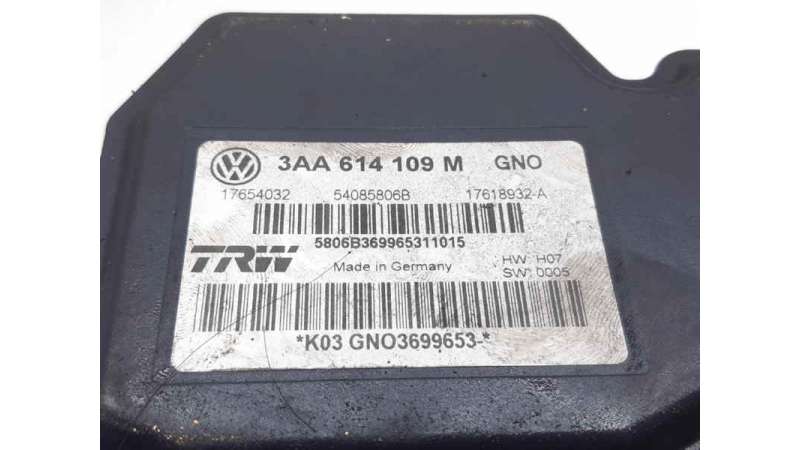 3AA 614 109 M GNO
17654032 54085806B 17618932-A
5806B369965311015
TRW Made in Germany HW H07
SW 0005
*K03 GNO3699653-*